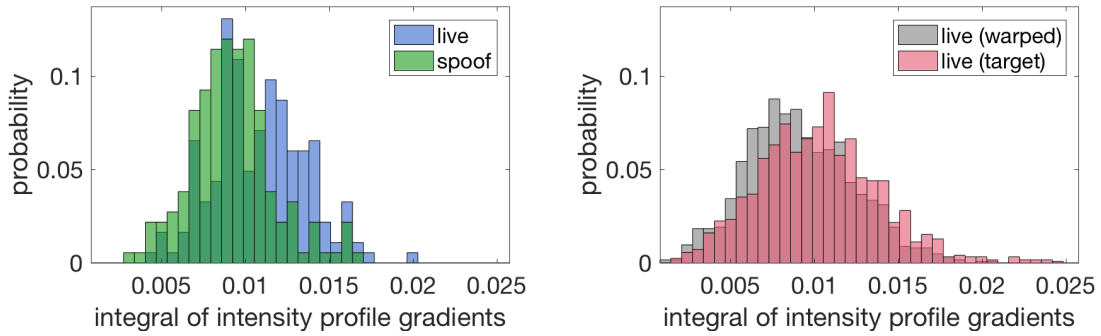 probability
0.1
0.05
0
live
spoof
0.005 0.01 0.015 0.02 0.025
integral of intensity profile gradients
probability
0.1
0.05
0
live (warped)
live (target)
0.005 0.01 0.015 0.02 0.025
integral of intensity profile gradients